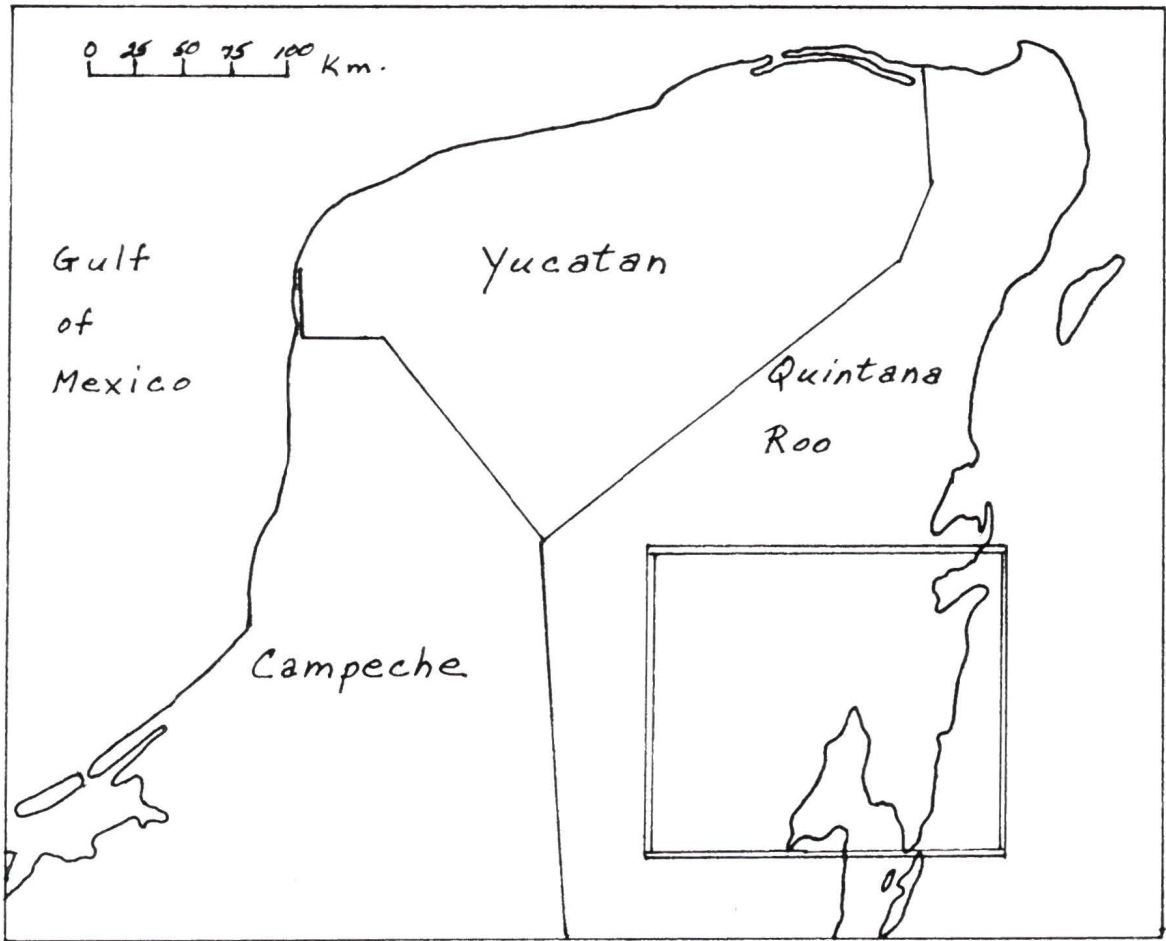 0 25 50 75 100 Km.
Gulf
of
Mexico
Yucatan
Quintana
Roo
Campeche